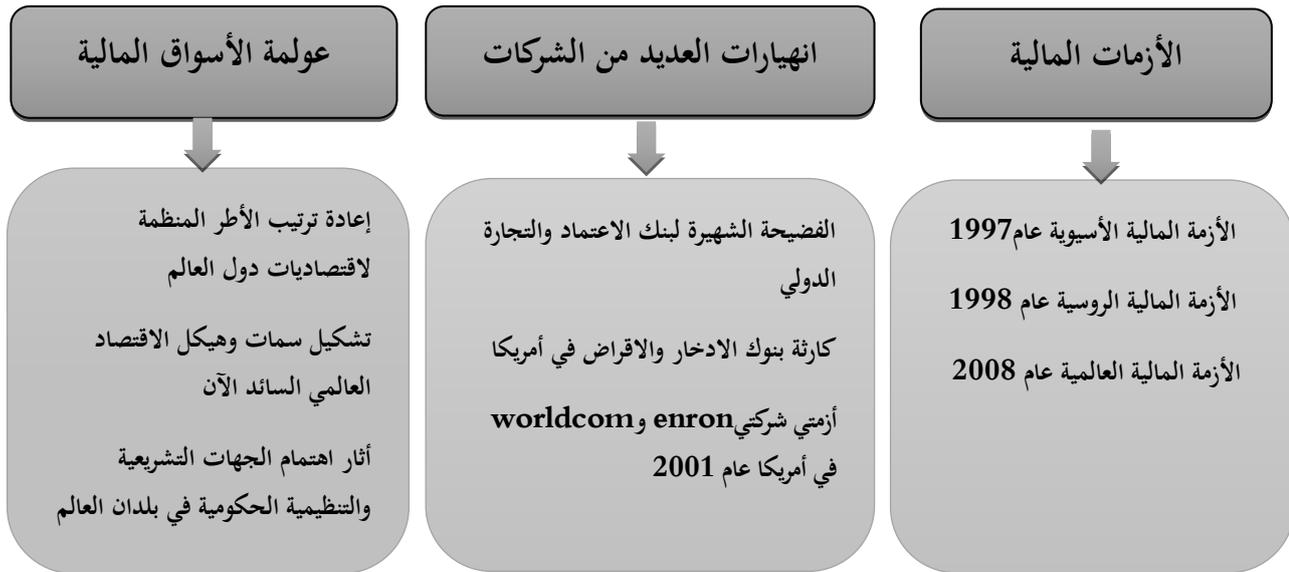 الأزمات المالية
الأزمة المالية الأسيوية عام1997
الأزمة المالية الروسية عام 1998
الأزمة المالية العالمية عام 2008
انهيارات العديد من الشركات
الفضيحة الشهيرة لبنك الاعتماد والتجارة
الدولي
كارثة بنوك الادخار والاقراض في أمريكا
أزمتي شركتيenron وworldcom
في أمريكا عام 2001
عولمة الأسواق المالية
إعادة ترتيب الأطر المنظمة
لاقتصاديات دول العالم
تشكيل سمات وهيكل الاقتصاد
العالمي السائد الآن
أثار اهتمام الجهات التشريعية
والتنظيمية الحكومية في بلدان العالم